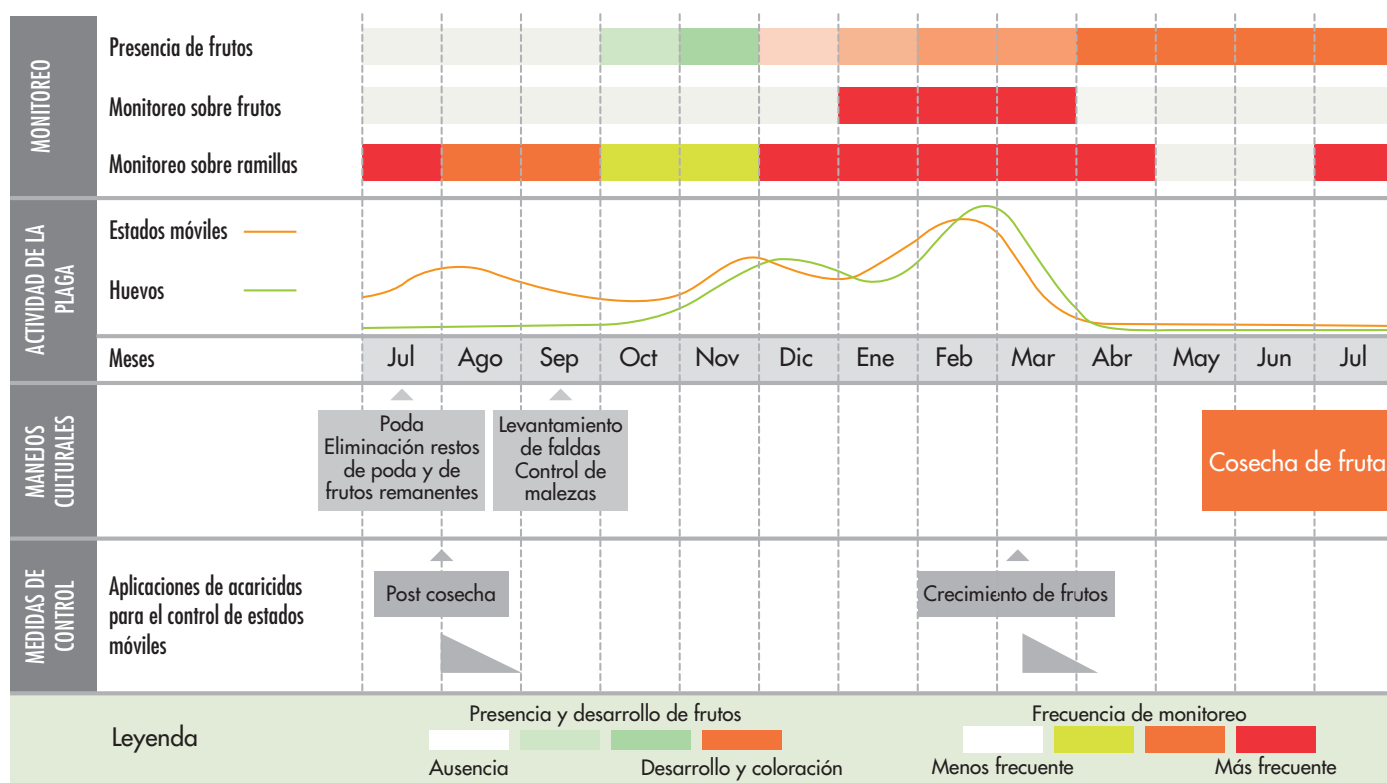 MONITOREO
Presencia de frutos
Monitoreo sobre frutos
Monitoreo sobre ramillas
ACTIVIDAD DE LA
PLAGA
Estados móviles
Huevos
Meses
Jul
Ago
Sep
Oct
Nov
Dic
Ene
Feb
Mar
Abr
May
Jun
Jul
MANEJOS
CULTURALES
Poda
Eliminación restos
de poda y de
frutos remanentes
Levantamiento
de faldas
Control de
malezas
Cosecha de fruta
MEDIDAS DE
CONTROL
Aplicaciones de acaricidas
para el control de estados
móviles
Post cosecha
Crecimiento de frutos
Leyenda
Presencia y desarrollo de frutos
Ausencia
Desarrollo y coloración
Frecuencia de monitoreo
Menos frecuente
Más frecuente